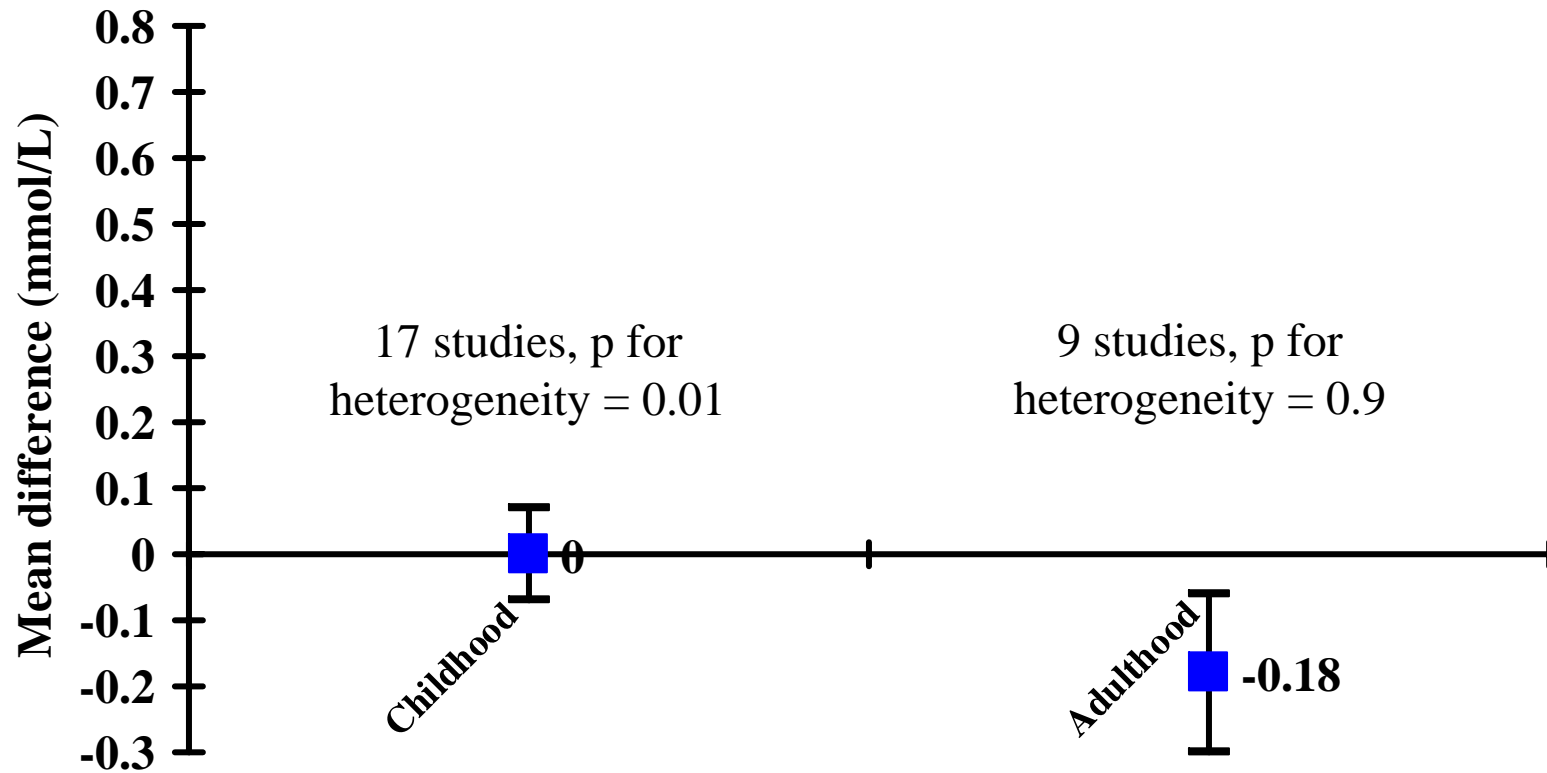 Mean difference (mmol/L)
0.8
0.7
0.6
0.5
0.4
0.3
0.2
0.1
0
-0.1
-0.2
-0.3
17 studies, p for
heterogeneity = 0.01
9 studies, p for
heterogeneity = 0.9
0
-0.18
Childhood
Adulthood